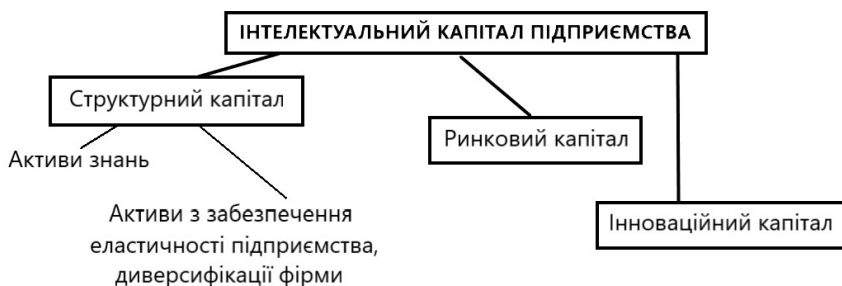 ІНТЕЛЕКТУАЛЬНИЙ КАПІТАЛ ПІДПРИЄМСТВА
Структурний капітал
Ринковий капітал
Активи знань
Активи з забезпечення
еластичності підприємства,
диверсифікації фірми
Інноваційний капітал